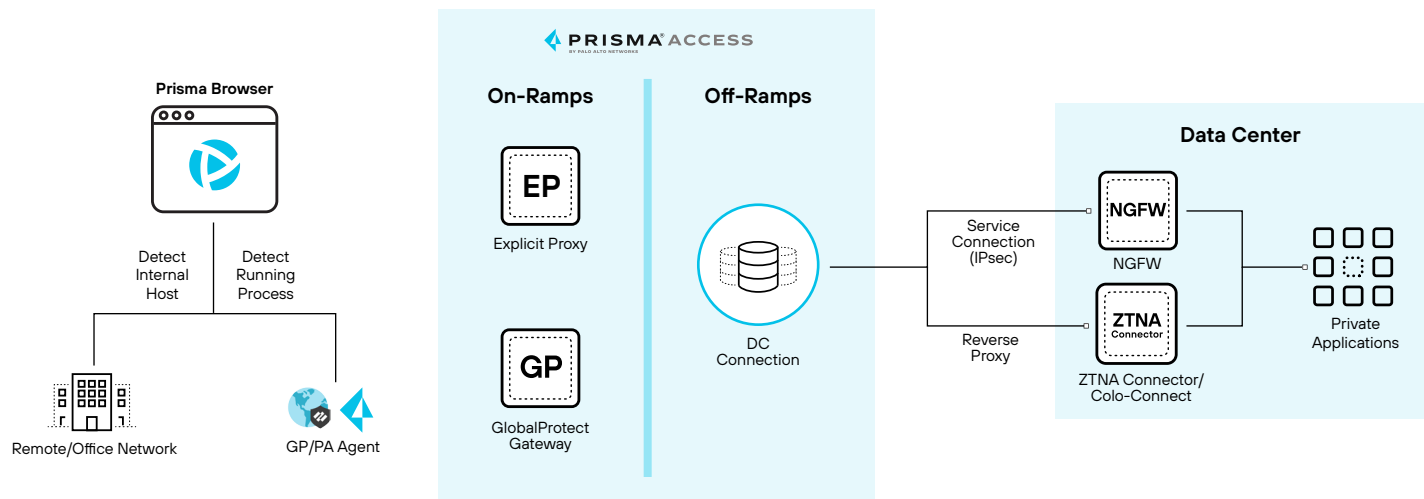 PRISMA® ACCESS
BY PALO ALTO NETWORKS
Prisma Browser
Detect
Internal
Host
Detect
Running
Process
Remote/Office Network
GP/PA Agent
On-Ramps
EP
Explicit Proxy
GP
GlobalProtect
Gateway
Off-Ramps
DC
Connection
Service
Connection
(IPsec)
Reverse
Proxy
Data Center
NGFW
NGFW
ZTNA
Connector
ZTNA Connector/
Colo-Connect
Private
Applications